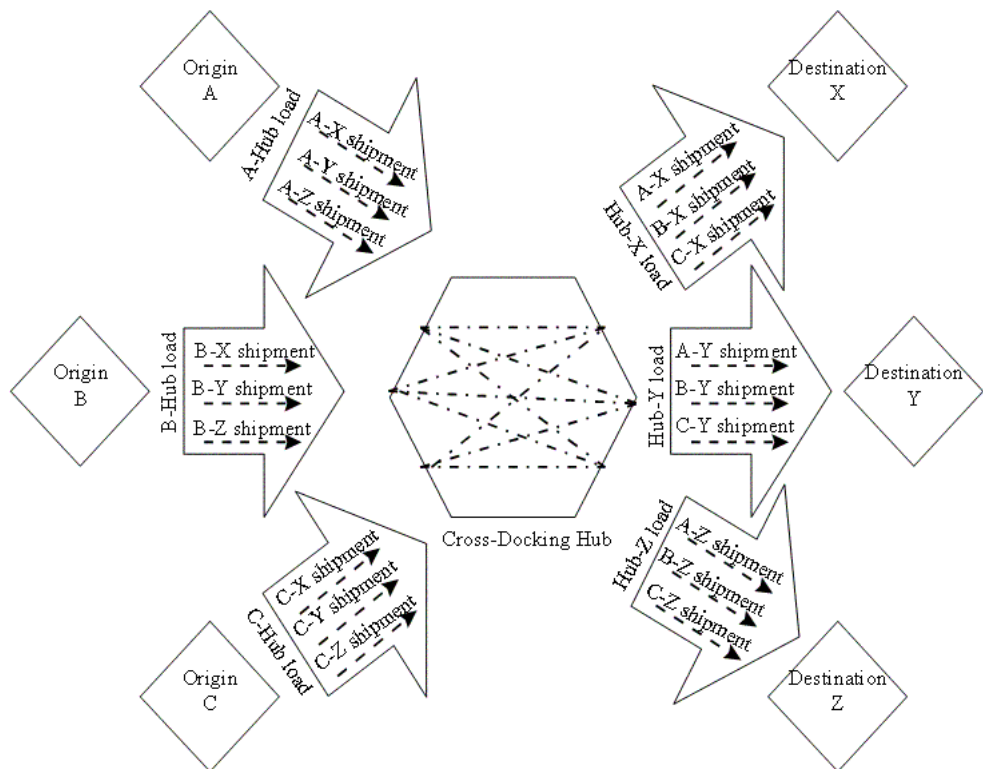 Origin
A
A-Hub load
A-X shipment
A-Y shipment
A-Z shipment
Origin
B
B-Hub load
B-X shipment
B-Y shipment
B-Z shipment
Origin
C
C-Hub load
C-X shipment
C-Y shipment
C-Z shipment
Cross-Docking Hub
Hub-X load
A-X shipment
B-X shipment
C-X shipment
Destination
X
Hub-Y load
A-Y shipment
B-Y shipment
C-Y shipment
Destination
Y
Hub-Z load
A-Z shipment
B-Z shipment
C-Z shipment
Destination
Z